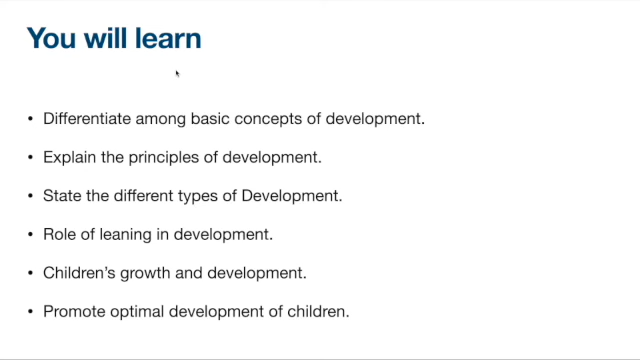 You will learn
• Differentiate among basic concepts of development.
• Explain the principles of development.
• State the different types of Development.
• Role of leaning in development.
• Children's growth and development.
• Promote optimal development of children.